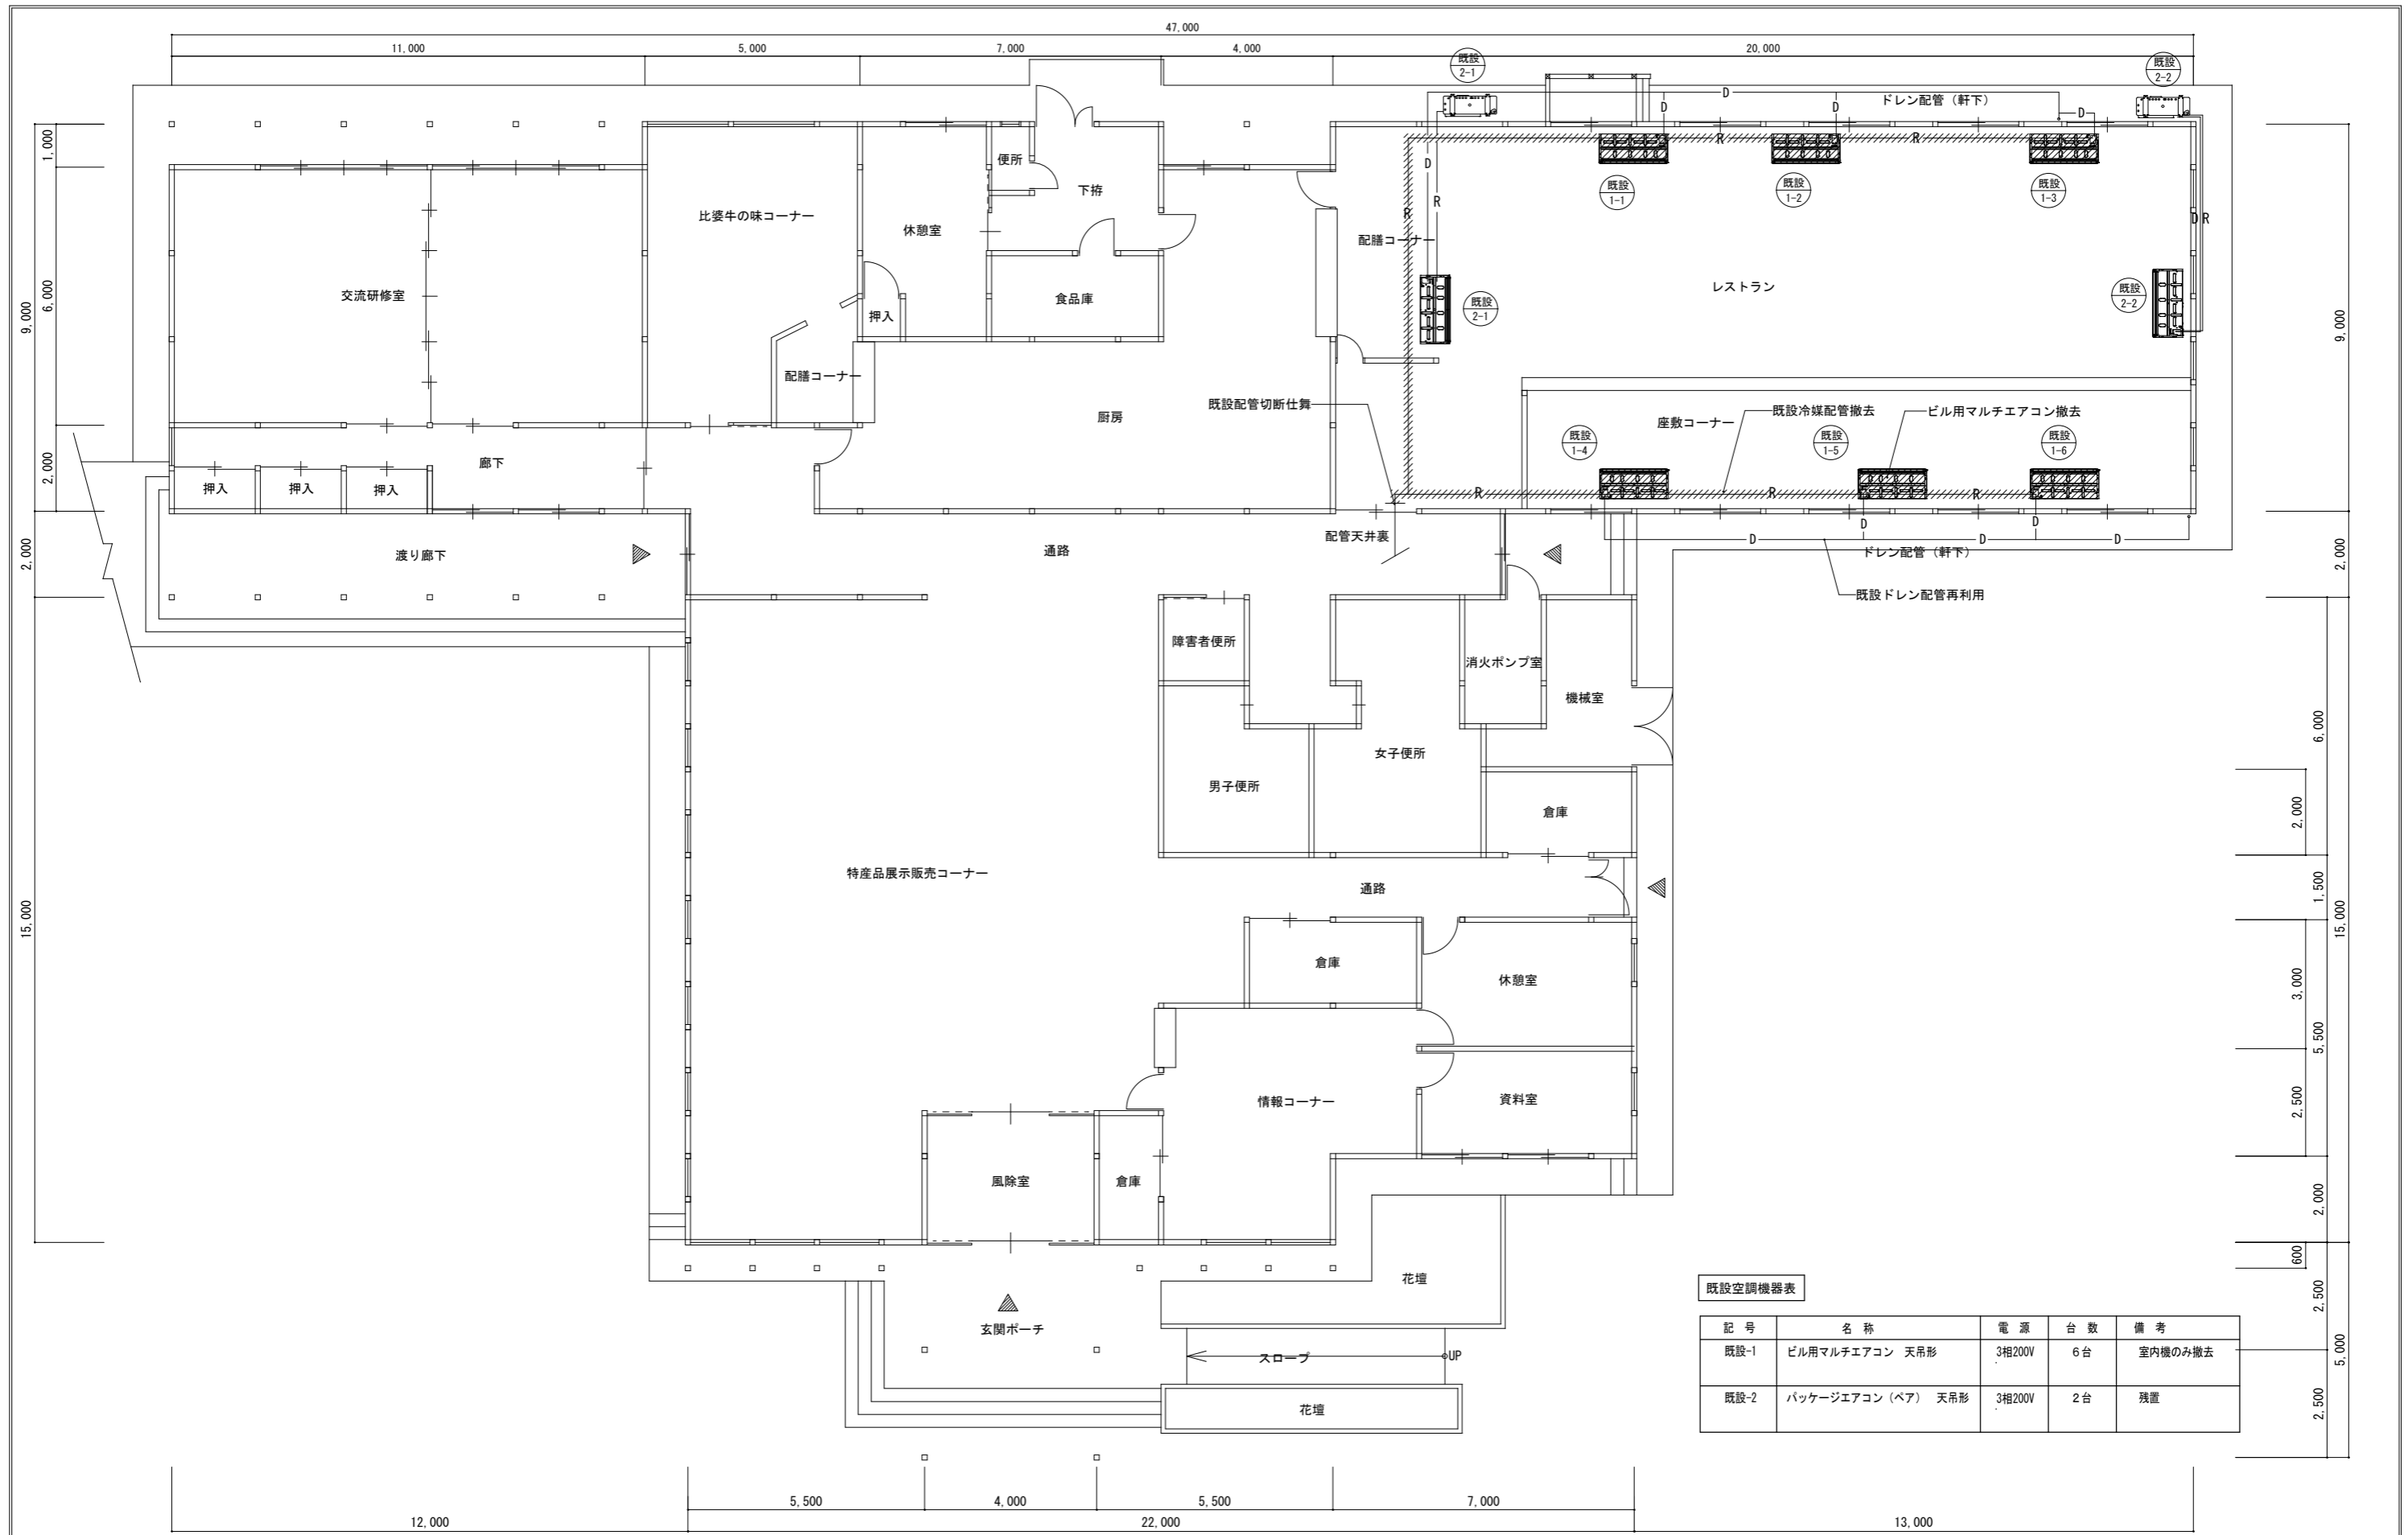 47,000
11,000
5,000
7,000
4,000
20,000
既設
2-1
既設
2-2
D
ドレン配管（軒下）
D
D
D
1,000
便所
R
R
D
下拵
既設
1-1
既設
1-2
既設
1-3
R
比婆牛の味コーナー
R
D
R
休憩室
配膳コーナー
9,000
6,000
交流研修室
食品庫
レストラン
既設
2-2
押入
既設
2-1
9,000
配膳コーナー
既設配管切断仕舞
厨房
既設冷媒配管撤去
ビル用マルチエアコン撤去
座敷コーナー
既設
1-4
既設
1-5
既設
1-6
2,000
廊下
押入
押入
押入
R
R
R
D
D
配管天井裏
D
D
D
2,000
渡り廊下
通路
ドレン配管（軒下）
2,000
既設ドレン配管再利用
障害者便所
消火ポンプ室
機械室
6,000
女子便所
男子便所
倉庫
2,000
特産品展示販売コーナー
通路
1,500
15,000
15,000
倉庫
休憩室
3,000
5,500
情報コーナー
資料室
2,500
風除室
倉庫
2,000
600
花壇
既設空調機器表
2,500
玄関ポーチ
記 号
名 称
電 源
台 数
備 考
既設-1
ビル用マルチエアコン 天吊形
3相200V
6台
室内機のみ撤去
スロープ
UP
5,000
既設-2
パッケージエアコン（ペア） 天吊形
3相200V
2台
残置
花壇
2,500
5,500
4,000
5,500
7,000
12,000
22,000
13,000